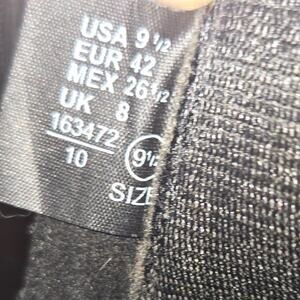 USA 9 1/2
EUR 42
MEX 26 1/2
UK 8
163472
10
9 1/2
SIZE